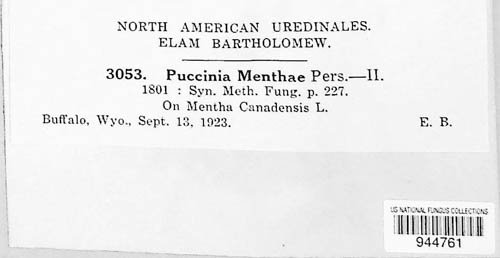 NORTH AMERICAN UREDINALES.
ELAM BARTHOLOMEW.
3053. Puccinia Menthae Pers.—II.
1801 : Syn. Meth. Fung. p. 227.
On Mentha Canadensis L.
Buffalo, Wyo., Sept. 13, 1923. E. B.
US NATIONAL FUNGUS COLLECTIONS
944761